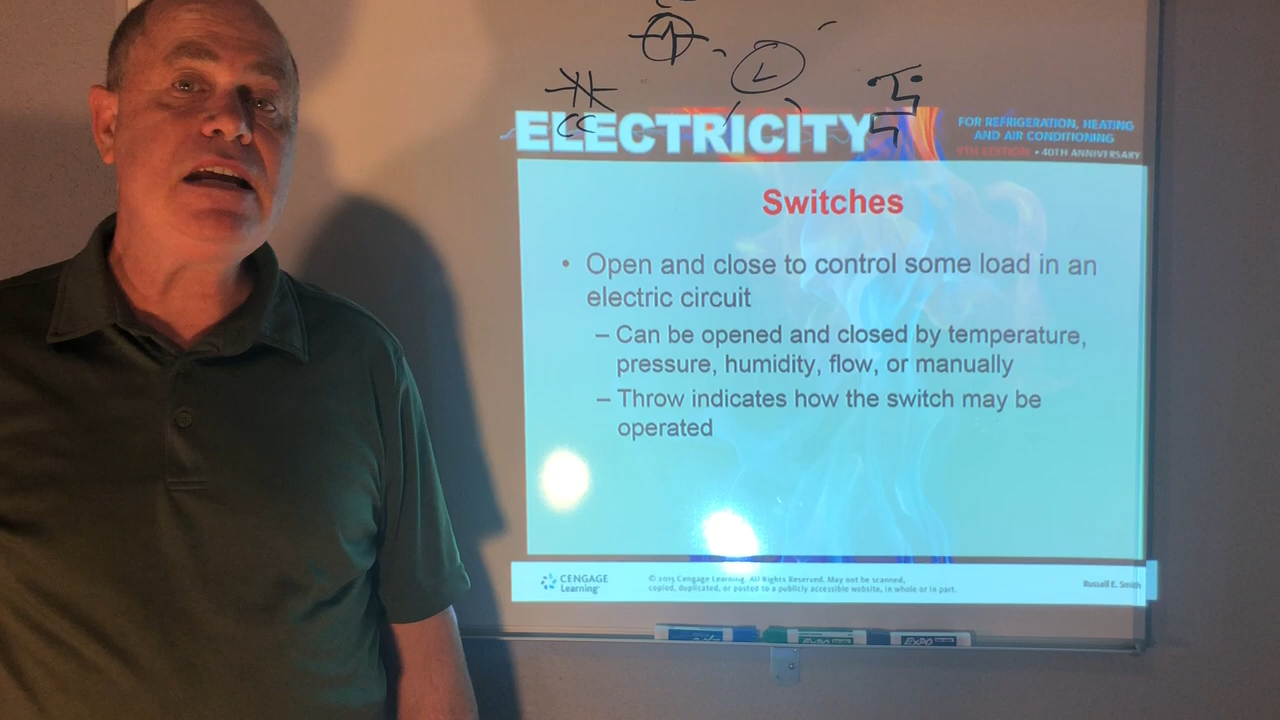 L
CC
ELECTRICITY
FOR REFRIGERATION, HEATING
AND AIR CONDITIONING
9TH EDITION • 40TH ANNIVERSARY
Switches
• Open and close to control some load in an
electric circuit
– Can be opened and closed by temperature,
pressure, humidity, flow, or manually
– Throw indicates how the switch may be
operated
CENGAGE
Learning
© 2015 Cengage Learning. All Rights Reserved. May not be scanned,
copied, duplicated, or posted to a publicly accessible website, in whole or in part.
Russell E. Smith
EXPO
EXPO